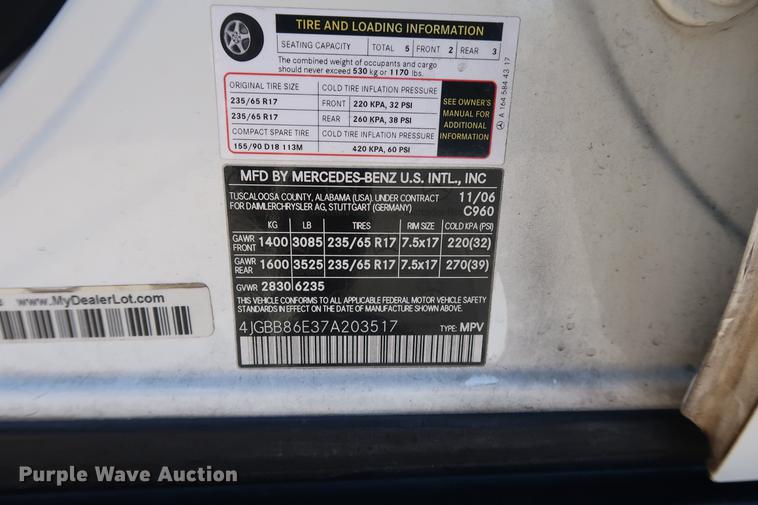 TIRE AND LOADING INFORMATION
SEATING CAPACITY TOTAL 5 FRONT 2 REAR 3
The combined weight of occupants and cargo
should never exceed 530 kg or 1170 lbs.
ORIGINAL TIRE SIZE COLD TIRE INFLATION PRESSURE
235/65 R17 FRONT 220 KPA, 32 PSI
235/65 R17 REAR 260 KPA, 38 PSI
COMPACT SPARE TIRE COLD TIRE INFLATION PRESSURE
155/90 D18 113M 420 KPA, 60 PSI
SEE OWNER'S
MANUAL FOR
ADDITIONAL
INFORMATION
A 164 584 43 17
MFD BY MERCEDES-BENZ U.S. INTL., INC
TUSCALOOSA COUNTY, ALABAMA (USA). UNDER CONTRACT 11/06
FOR DAIMLERCHRYSLER AG, STUTTGART (GERMANY) C960
KG LB TIRES RIM SIZE COLD KPA (PSI)
GAWR FRONT 1400 3085 235/65 R17 7.5x17 220(32)
GAWR REAR 1600 3525 235/65 R17 7.5x17 270(39)
GVWR 2830 6235
THIS VEHICLE CONFORMS TO ALL APPLICABLE FEDERAL MOTOR VEHICLE SAFETY
STANDARDS IN EFFECT ON THE DATE OF MANUFACTURE SHOWN ABOVE.
4JGBB86E37A203517 TYPE: MPV
www.MyDealerLot.com
Purple Wave Auction